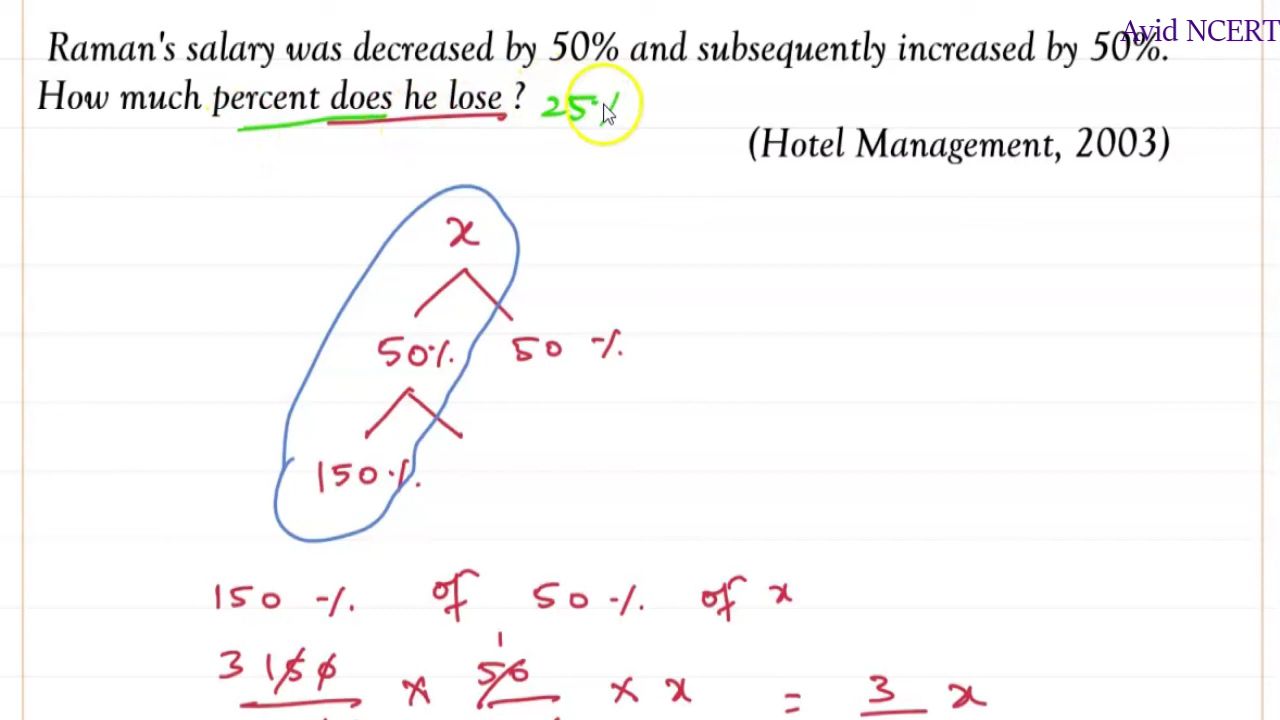 Avid NCERT
Raman's salary was decreased by 50% and subsequently increased by 50%.
How much percent does he lose ? 25%
(Hotel Management, 2003)
x
50% 50 %
150%
150 % of 50 % of x
1
3 150 × 50 × x = 3 x